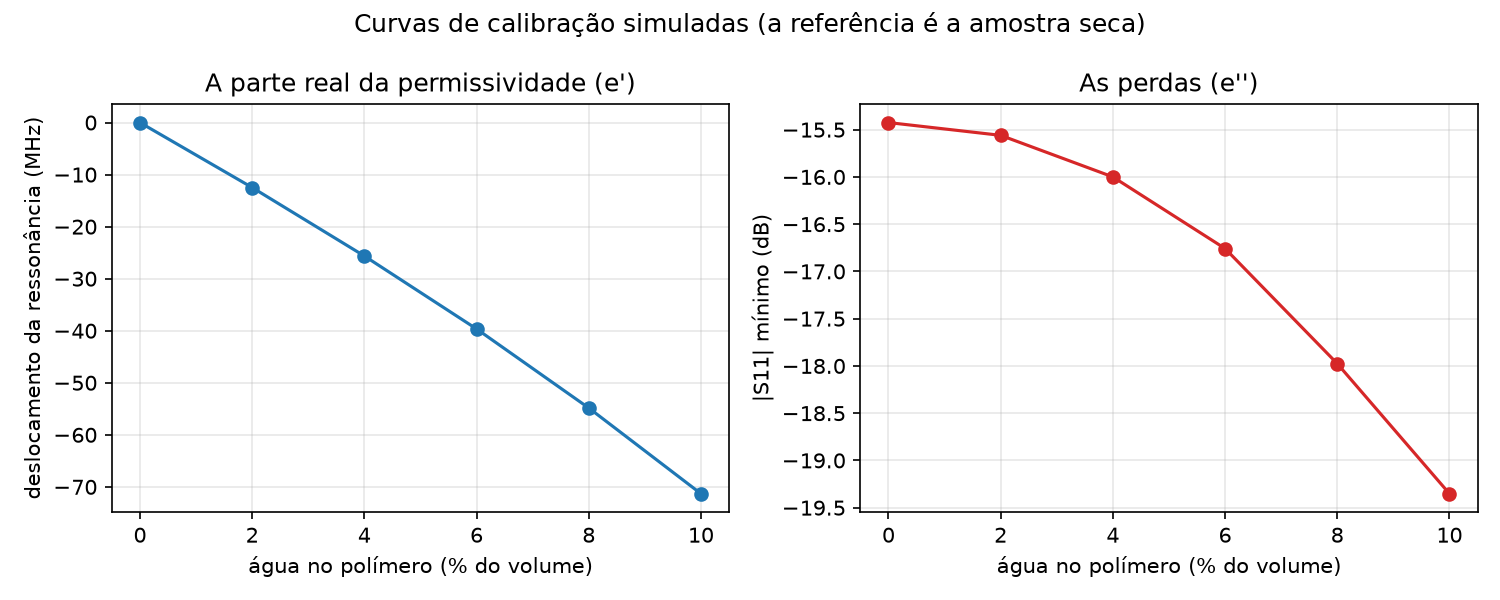 Curvas de calibração simuladas (a referência é a amostra seca)
A parte real da permissividade (e')
deslocamento da ressonância (MHz)
0
−10
−20
−30
−40
−50
−60
−70
0 2 4 6 8 10
água no polímero (% do volume)
As perdas (e'')
|S11| mínimo (dB)
−15.5
−16.0
−16.5
−17.0
−17.5
−18.0
−18.5
−19.0
−19.5
0 2 4 6 8 10
água no polímero (% do volume)